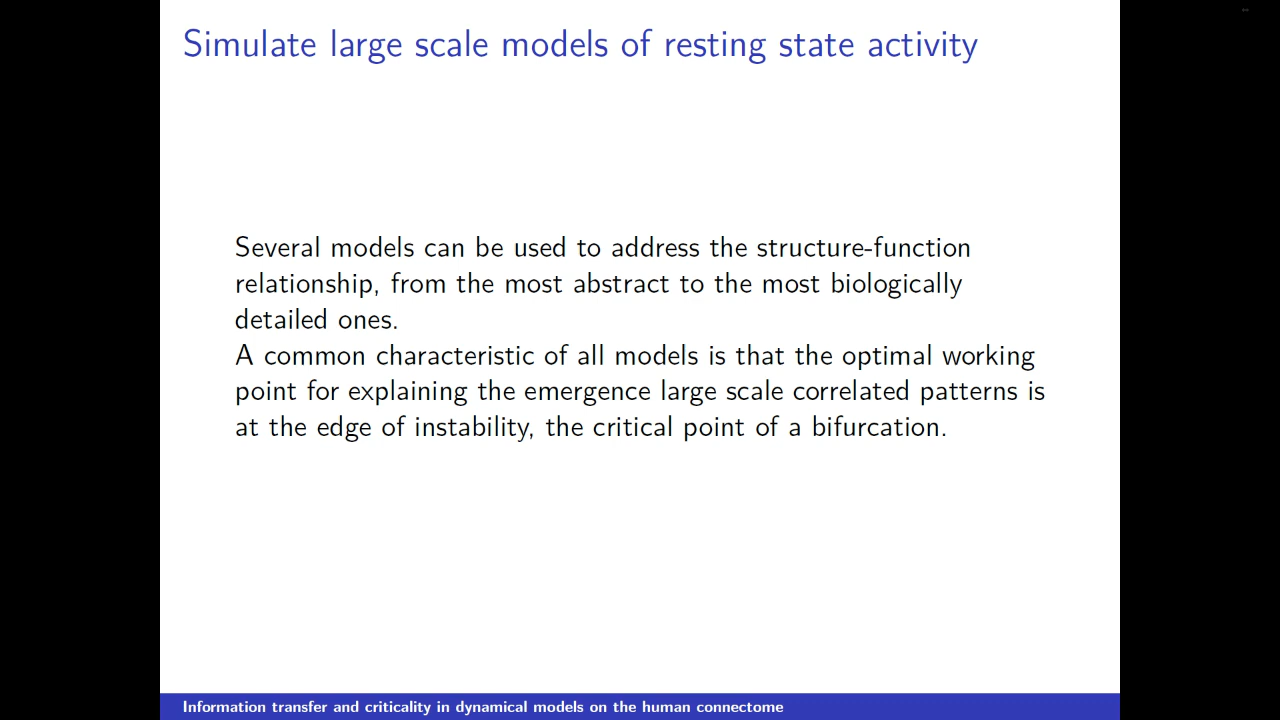 Simulate large scale models of resting state activity
Several models can be used to address the structure-function
relationship, from the most abstract to the most biologically
detailed ones.
A common characteristic of all models is that the optimal working
point for explaining the emergence large scale correlated patterns is
at the edge of instability, the critical point of a bifurcation.
Information transfer and criticality in dynamical models on the human connectome